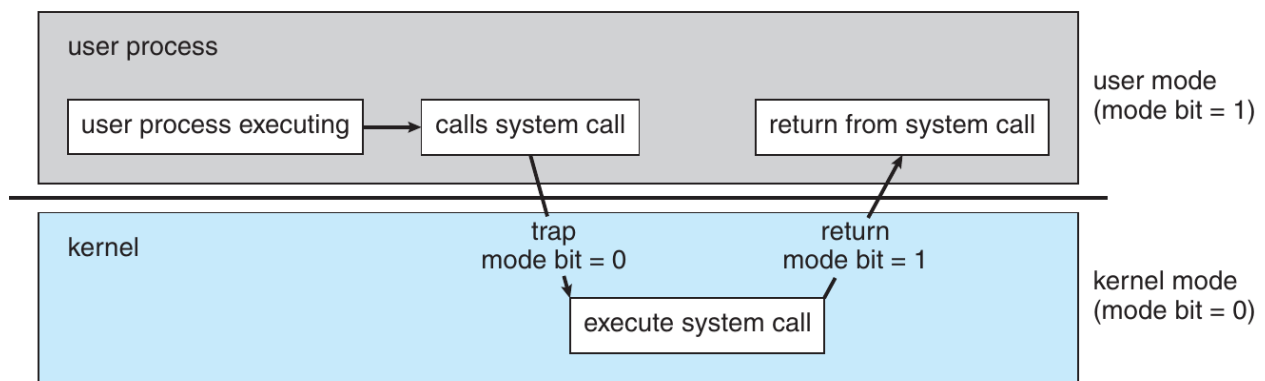 user process
user process executing
calls system call
return from system call
user mode
(mode bit = 1)
kernel
trap
mode bit = 0
return
mode bit = 1
execute system call
kernel mode
(mode bit = 0)